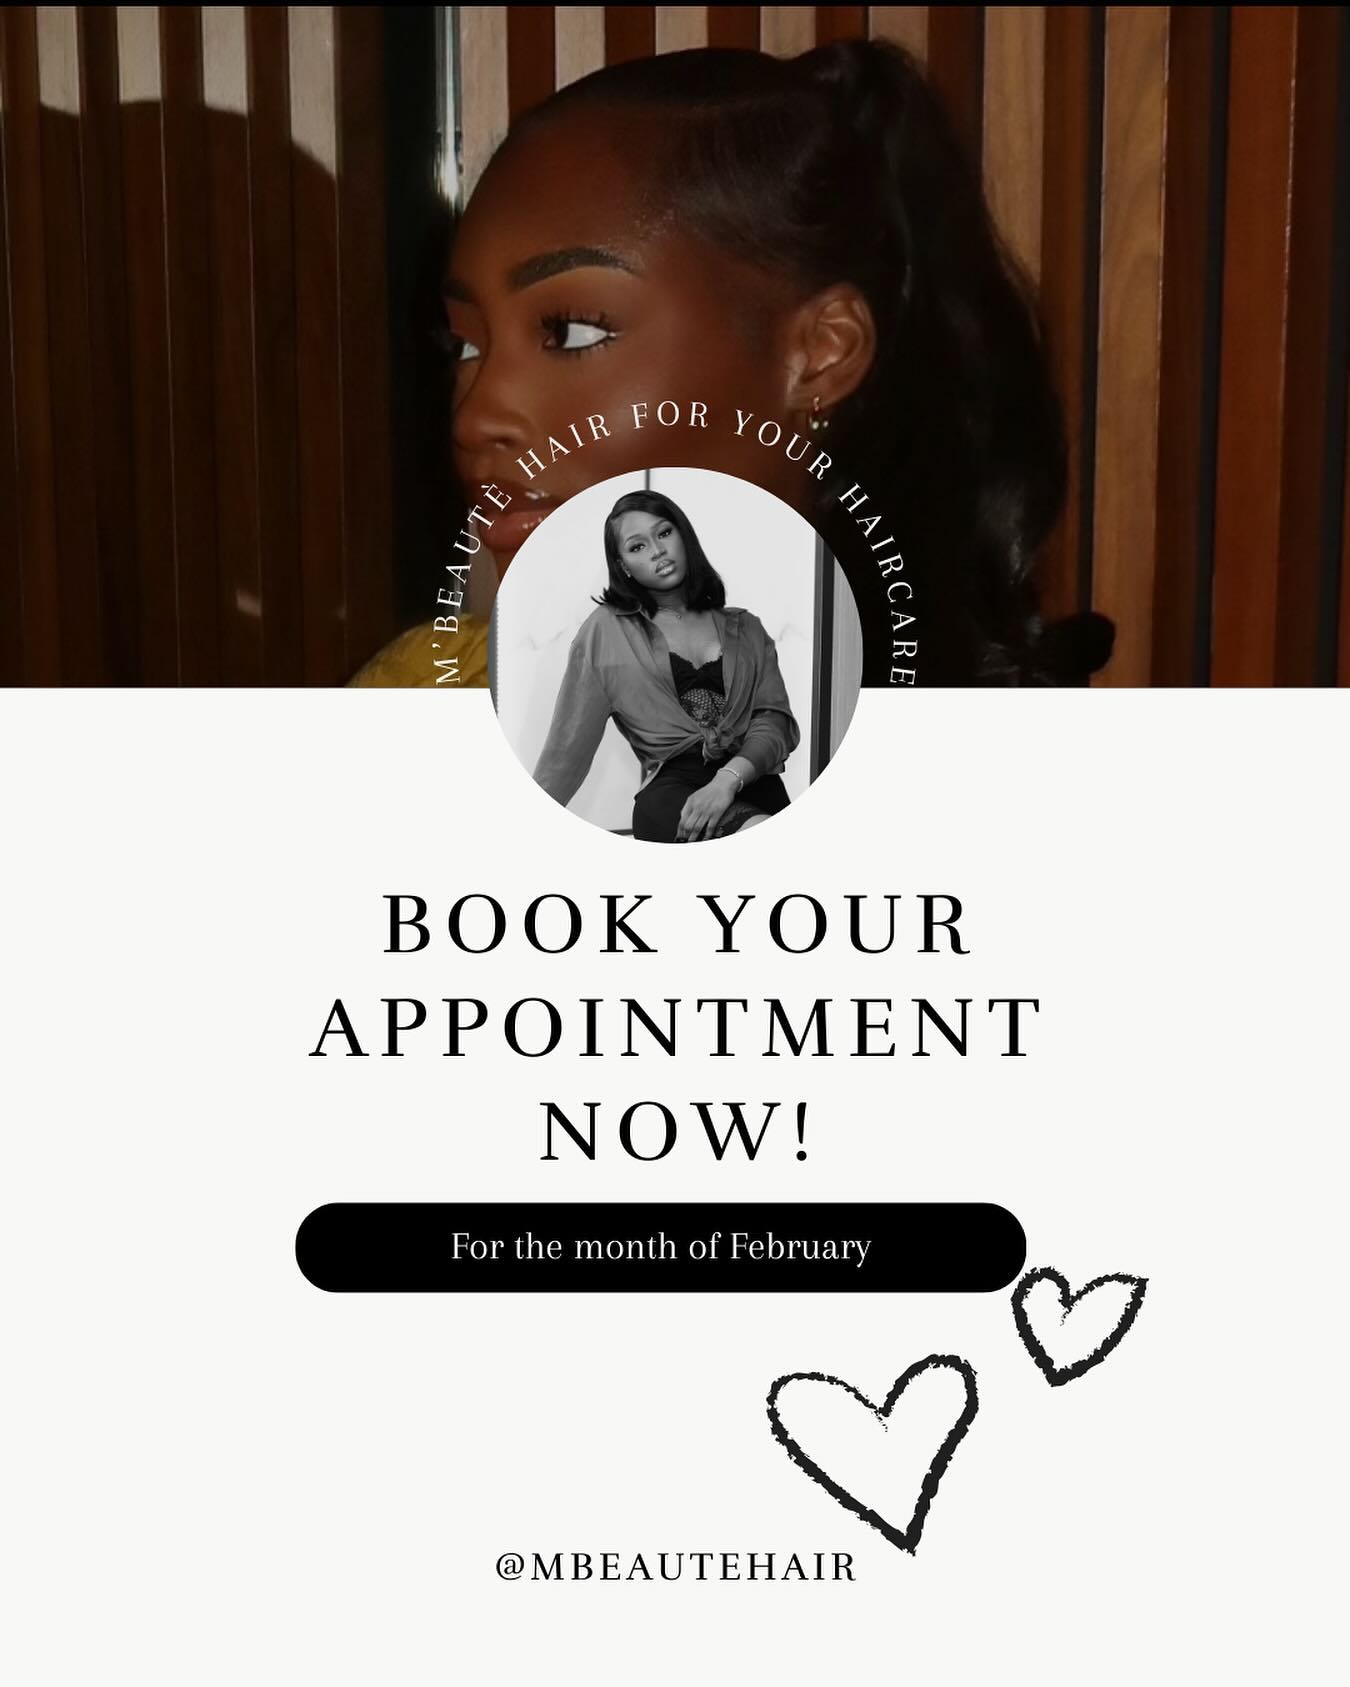 M'BEAUTÈ HAIR FOR YOUR HAIRCARE
BOOK YOUR
APPOINTMENT
NOW!
For the month of February
@MBEAUTEHAIR